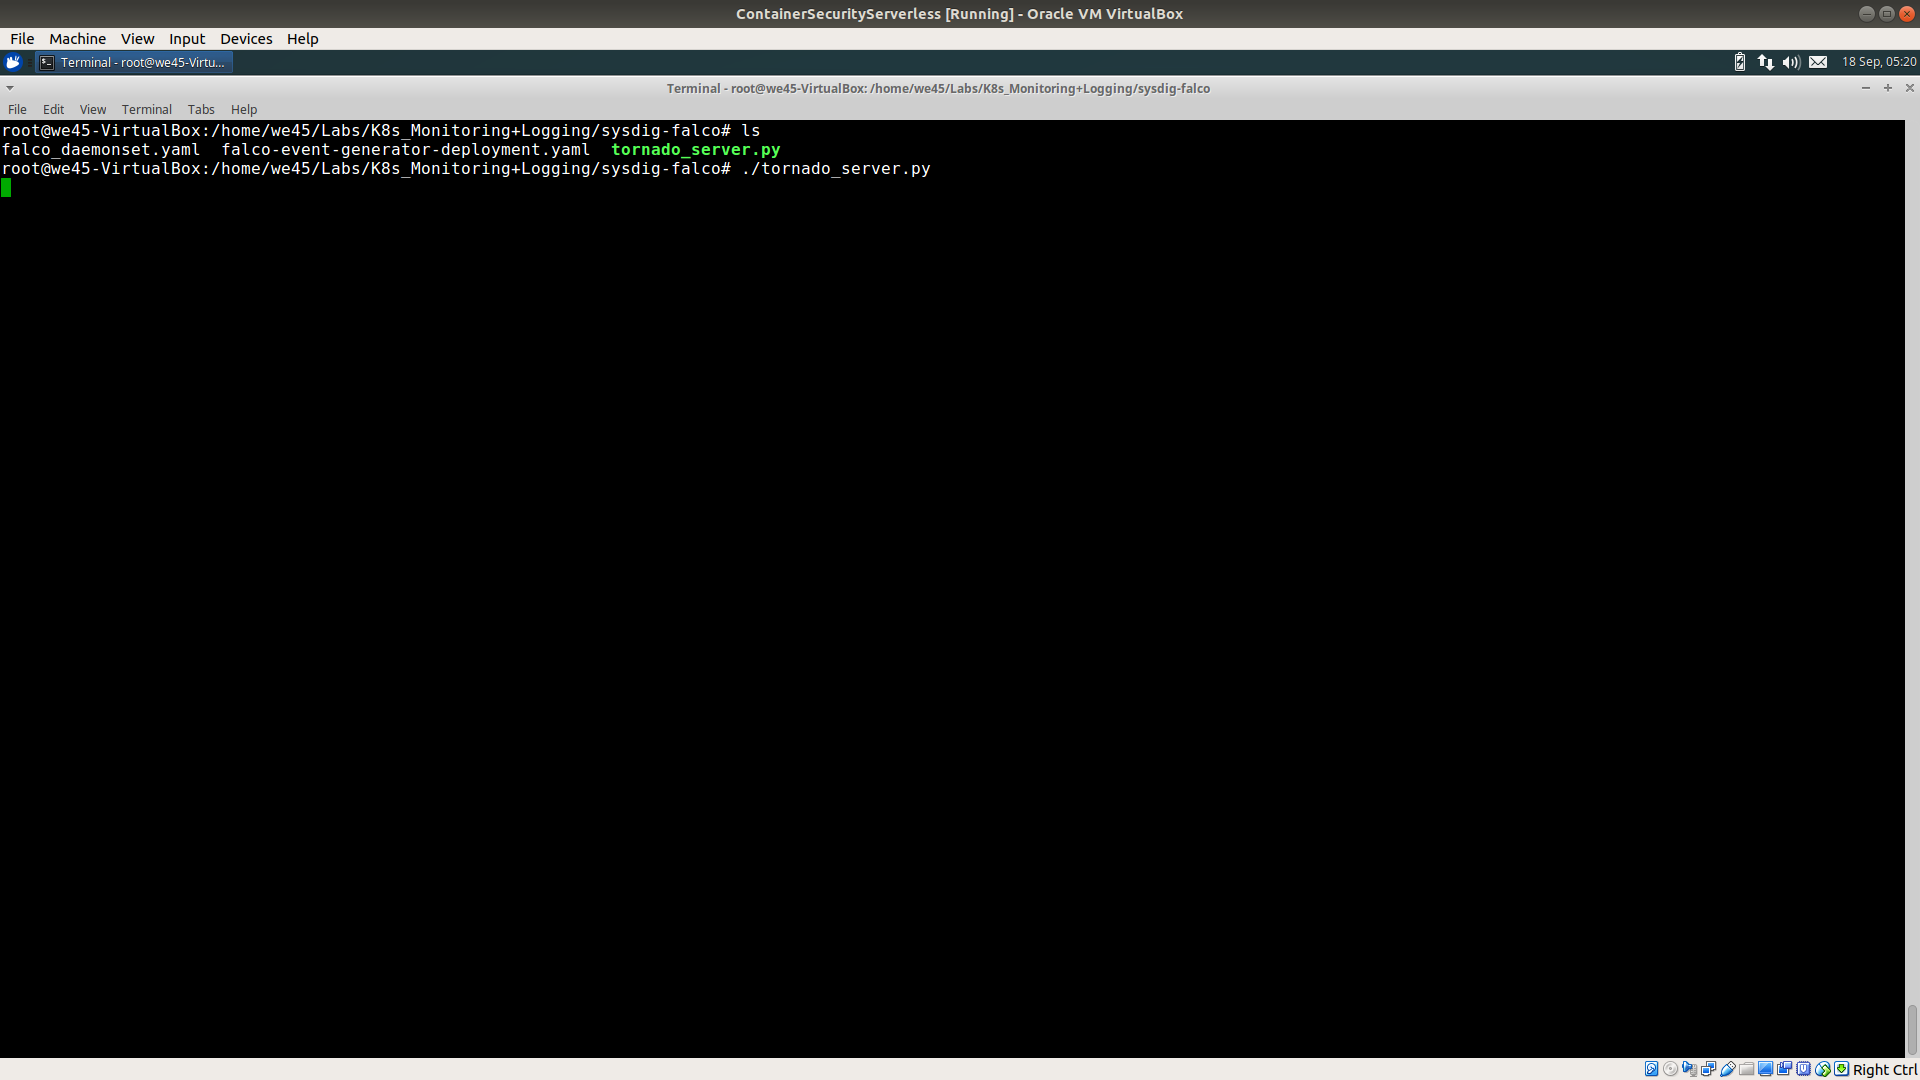 ContainerSecurityServerless [Running] - Oracle VM VirtualBox
File Machine View Input Devices Help
Terminal - root@we45-Virtu... 18 Sep, 05:20
Terminal - root@we45-VirtualBox: /home/we45/Labs/K8s_Monitoring+Logging/sysdig-falco
File Edit View Terminal Tabs Help
root@we45-VirtualBox:/home/we45/Labs/K8s_Monitoring+Logging/sysdig-falco# ls
falco_daemonset.yaml falco-event-generator-deployment.yaml tornado_server.py
root@we45-VirtualBox:/home/we45/Labs/K8s_Monitoring+Logging/sysdig-falco# ./tornado_server.py
Right Ctrl